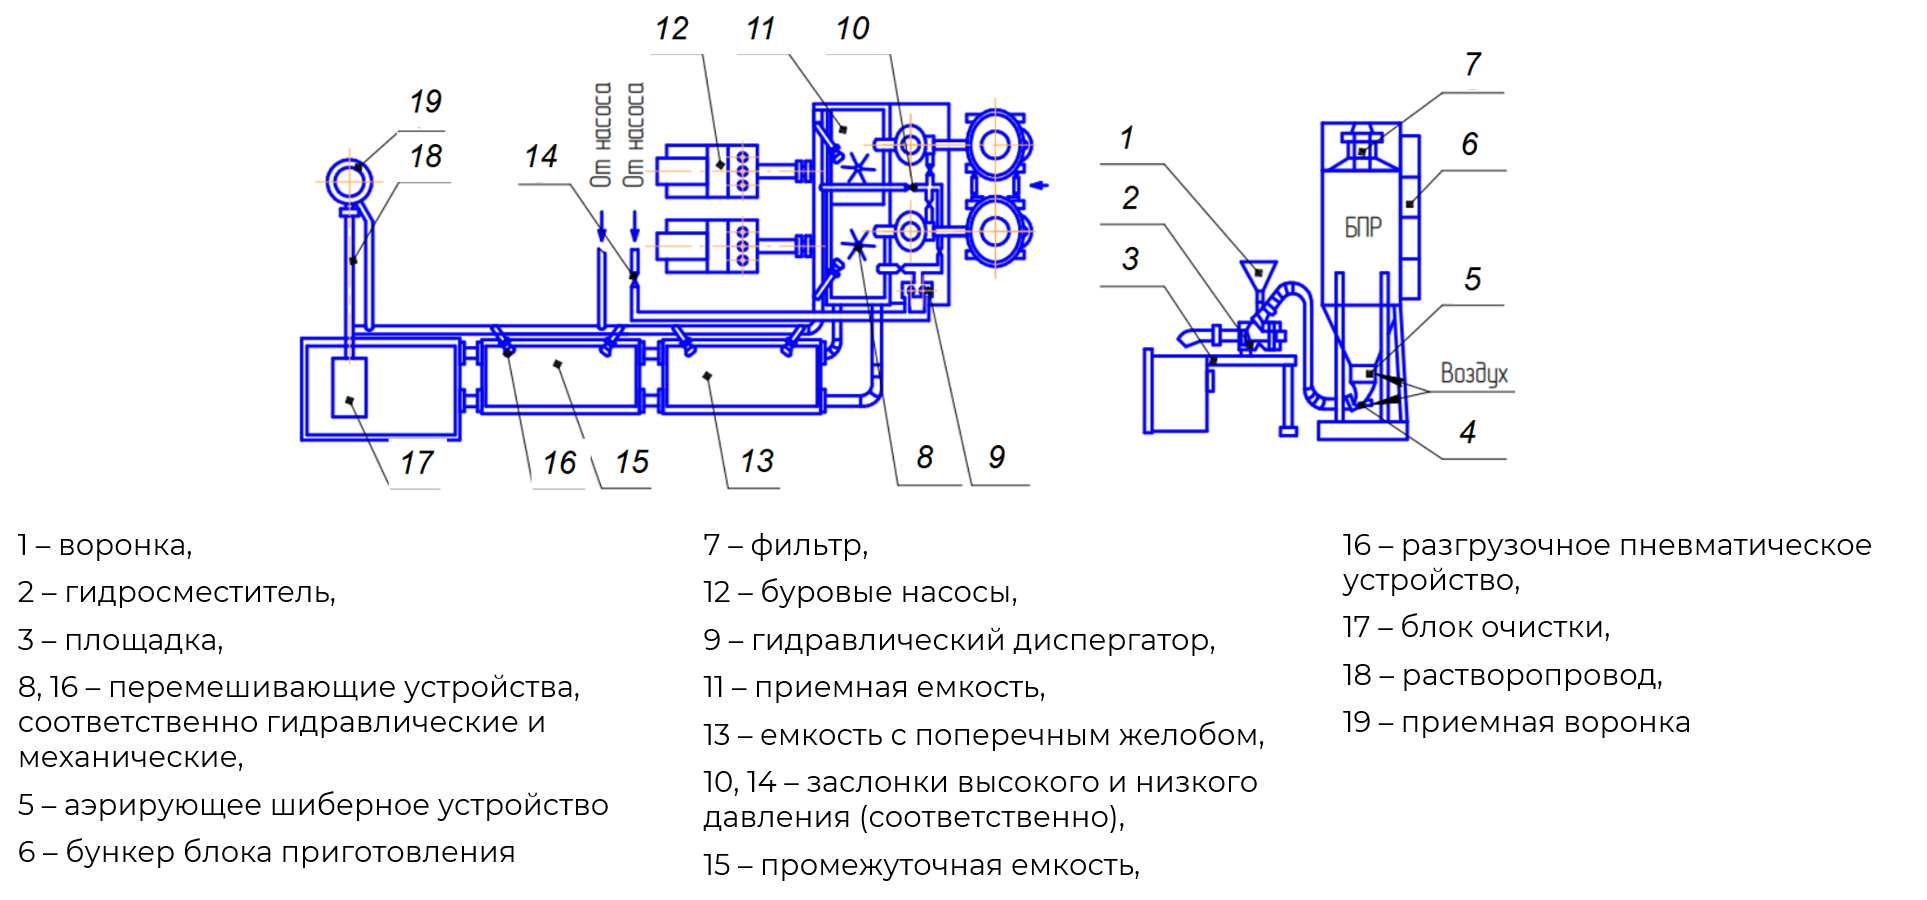 12
11
10
7
19
1
6
18
14
От насоса
От насоса
2
БПР
3
5
Воздух
4
17
16
15
13
8
9
1 – воронка,
2 – гидросместитель,
3 – площадка,
8, 16 – перемешивающие устройства,
соответственно гидравлические и
механические,
5 – аэрирующее шиберное устройство
6 – бункер блока приготовления
7 – фильтр,
12 – буровые насосы,
9 – гидравлический диспергатор,
11 – приемная емкость,
13 – емкость с поперечным желобом,
10, 14 – заслонки высокого и низкого
давления (соответственно),
15 – промежуточная емкость,
16 – разгрузочное пневматическое
устройство,
17 – блок очистки,
18 – растворопровод,
19 – приемная воронка